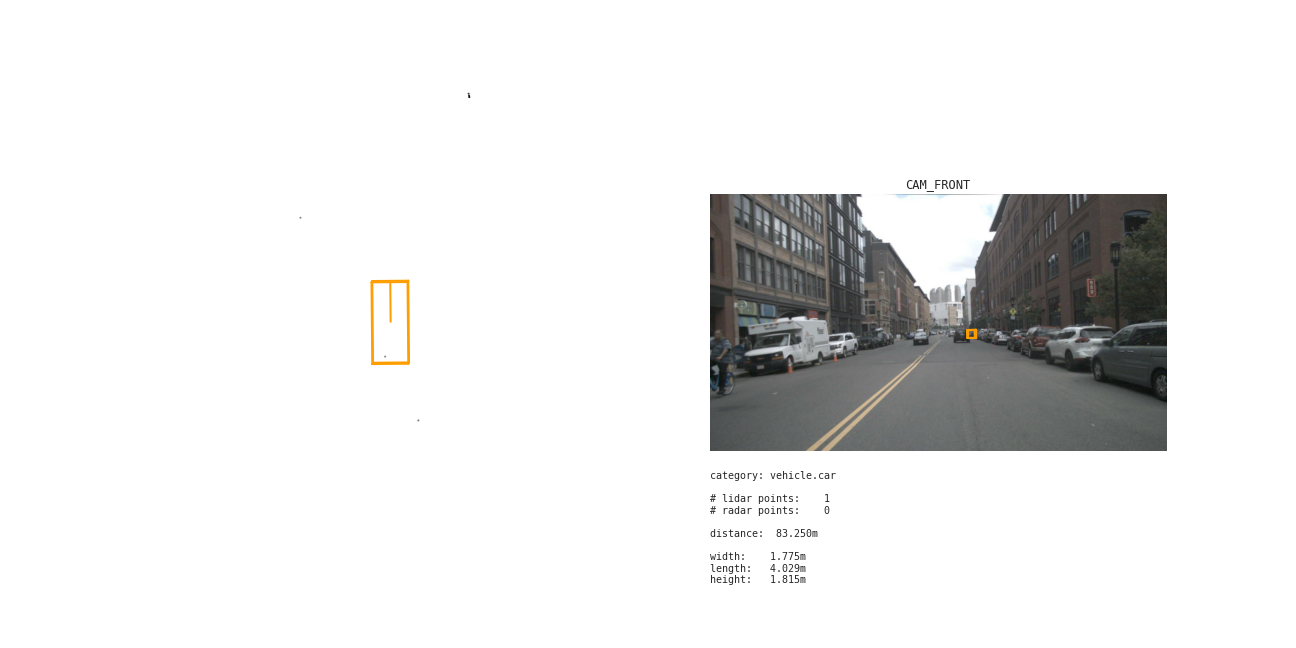 CAM_FRONT
category: vehicle.car
# lidar points:    1
# radar points:    0
distance:  83.250m
width:    1.775m
length:   4.029m
height:   1.815m